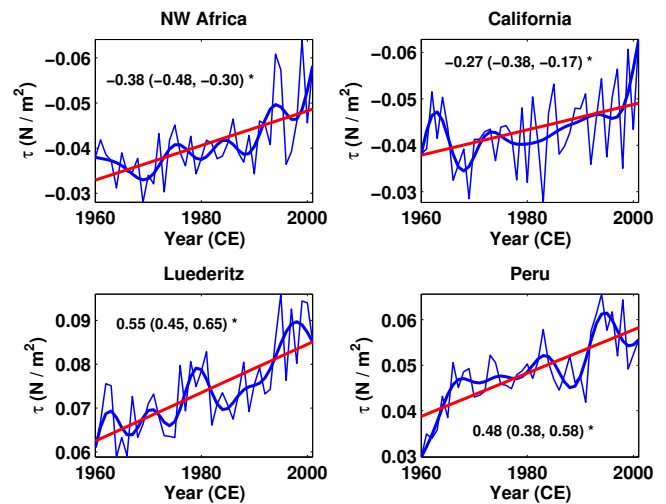 NW Africa
−0.38 (−0.48, −0.30) *
τ (N / m²)
−0.06
−0.05
−0.04
−0.03
1960
1980
2000
Year (CE)
California
−0.27 (−0.38, −0.17) *
τ (N / m²)
−0.06
−0.05
−0.04
−0.03
1960
1980
2000
Year (CE)
Luederitz
0.55 (0.45, 0.65) *
τ (N / m²)
0.09
0.08
0.07
0.06
1960
1980
2000
Year (CE)
Peru
0.48 (0.38, 0.58) *
τ (N / m²)
0.06
0.05
0.04
0.03
1960
1980
2000
Year (CE)